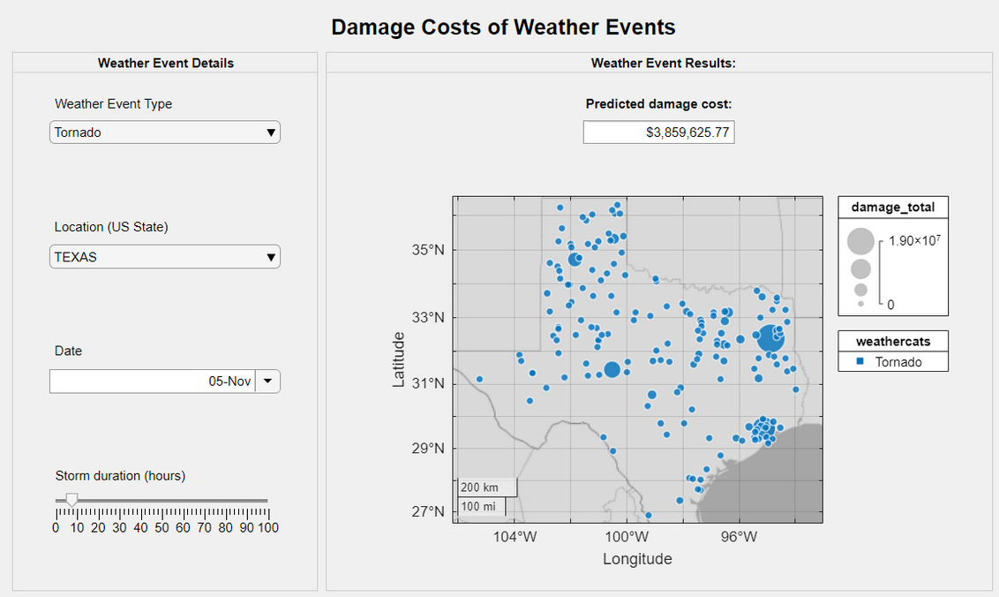 Damage Costs of Weather Events
Weather Event Details
Weather Event Type
Tornado
Location (US State)
TEXAS
Date
05-Nov
Storm duration (hours)
0 10 20 30 40 50 60 70 80 90 100
Weather Event Results:
Predicted damage cost:
$3,859,625.77
Latitude
35°N
33°N
31°N
29°N
27°N
200 km
100 mi
104°W 100°W 96°W
Longitude
damage_total
1.90×10⁷
0
weathercats
Tornado